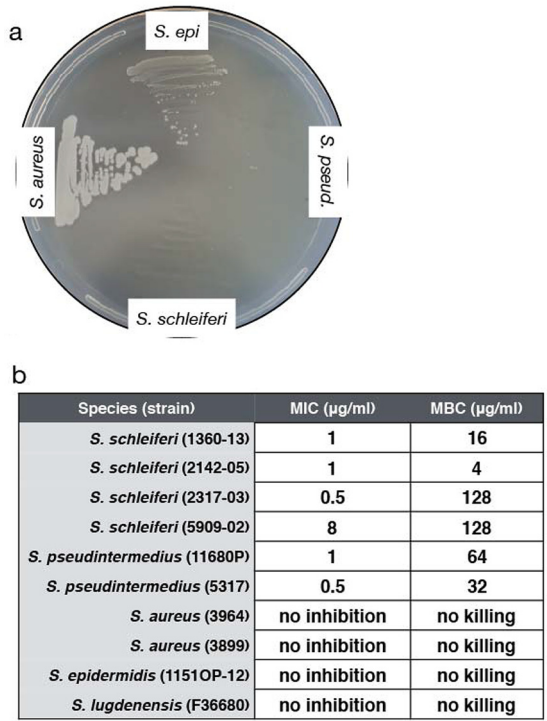 a
S. epi
S. aureus
S. pseud.
S. schleiferi
b
Species (strain) MIC (µg/ml) MBC (µg/ml)
S. schleiferi (1360-13) 1 16
S. schleiferi (2142-05) 1 4
S. schleiferi (2317-03) 0.5 128
S. schleiferi (5909-02) 8 128
S. pseudintermedius (11680P) 1 64
S. pseudintermedius (5317) 0.5 32
S. aureus (3964) no inhibition no killing
S. aureus (3899) no inhibition no killing
S. epidermidis (1151OP-12) no inhibition no killing
S. lugdenensis (F36680) no inhibition no killing